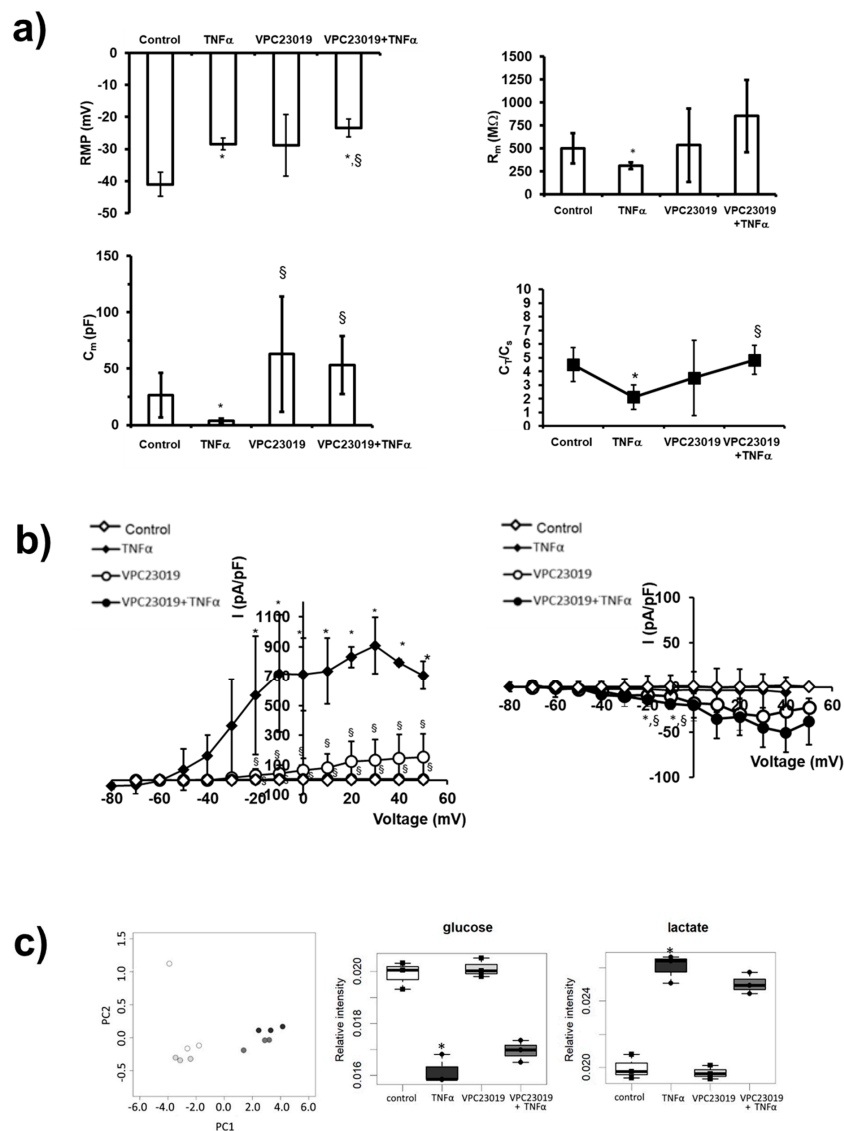 a)
Control TNFα VPC23019 VPC23019+TNFα
0
-10
-20
-30
-40
-50
RMP (mV)
*
*,§
1500
1250
1000
750
500
250
0
Rm (MΩ)
*
Control TNFα VPC23019 VPC23019
+TNFα
150
100
50
0
Cm (pF)
*
§
§
Control TNFα VPC23019 VPC23019+TNFα
10
9
8
7
6
5
4
3
2
1
0
CT/Cs
*
§
Control TNFα VPC23019 VPC23019
+TNFα
b)
Control
TNFα
VPC23019
VPC23019+TNFα
I (pA/pF)
1100
900
700
500
300
100
-100
* * * * * * * *
§ § § § § § § §
§ § § § § § § §
-80 -60 -40 -20 0 20 40 60
Voltage (mV)
Control
TNFα
VPC23019
VPC23019+TNFα
I (pA/pF)
100
50
0
-50
-100
-80 -60 -40 -20 0 20 40 60
*,§ *,§
Voltage (mV)
c)
PC2
1.5
1.0
0.5
0.0
-0.5
-6.0 -4.0 -2.0 0.0 2.0 4.0 6.0
PC1
glucose
Relative intensity
0.020
0.018
0.016
*
control TNFα VPC23019 VPC23019
+ TNFα
lactate
Relative intensity
0.024
0.020
*
control TNFα VPC23019 VPC23019
+ TNFα